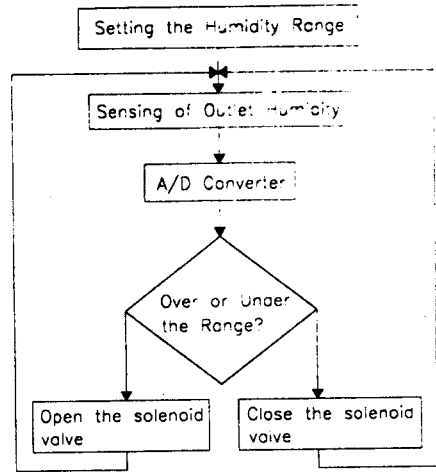 Setting the Humidity Range
Sensing of Outlet Humidity
A/D Converter
Over or Under
the Range?
Open the solenoid
valve
Close the solenoid
valve